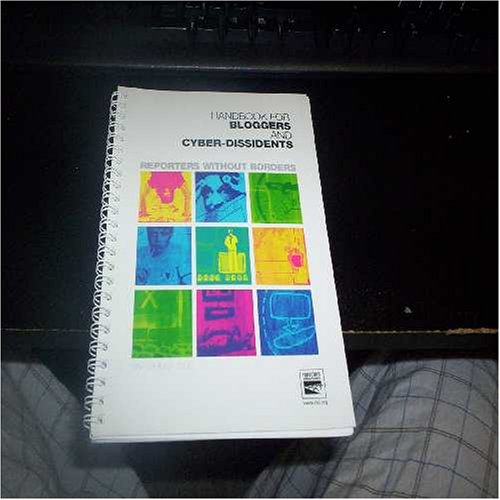 HANDBOOK FOR
BLOGGERS
AND
CYBER-DISSIDENTS
REPORTERS WITHOUT BORDERS